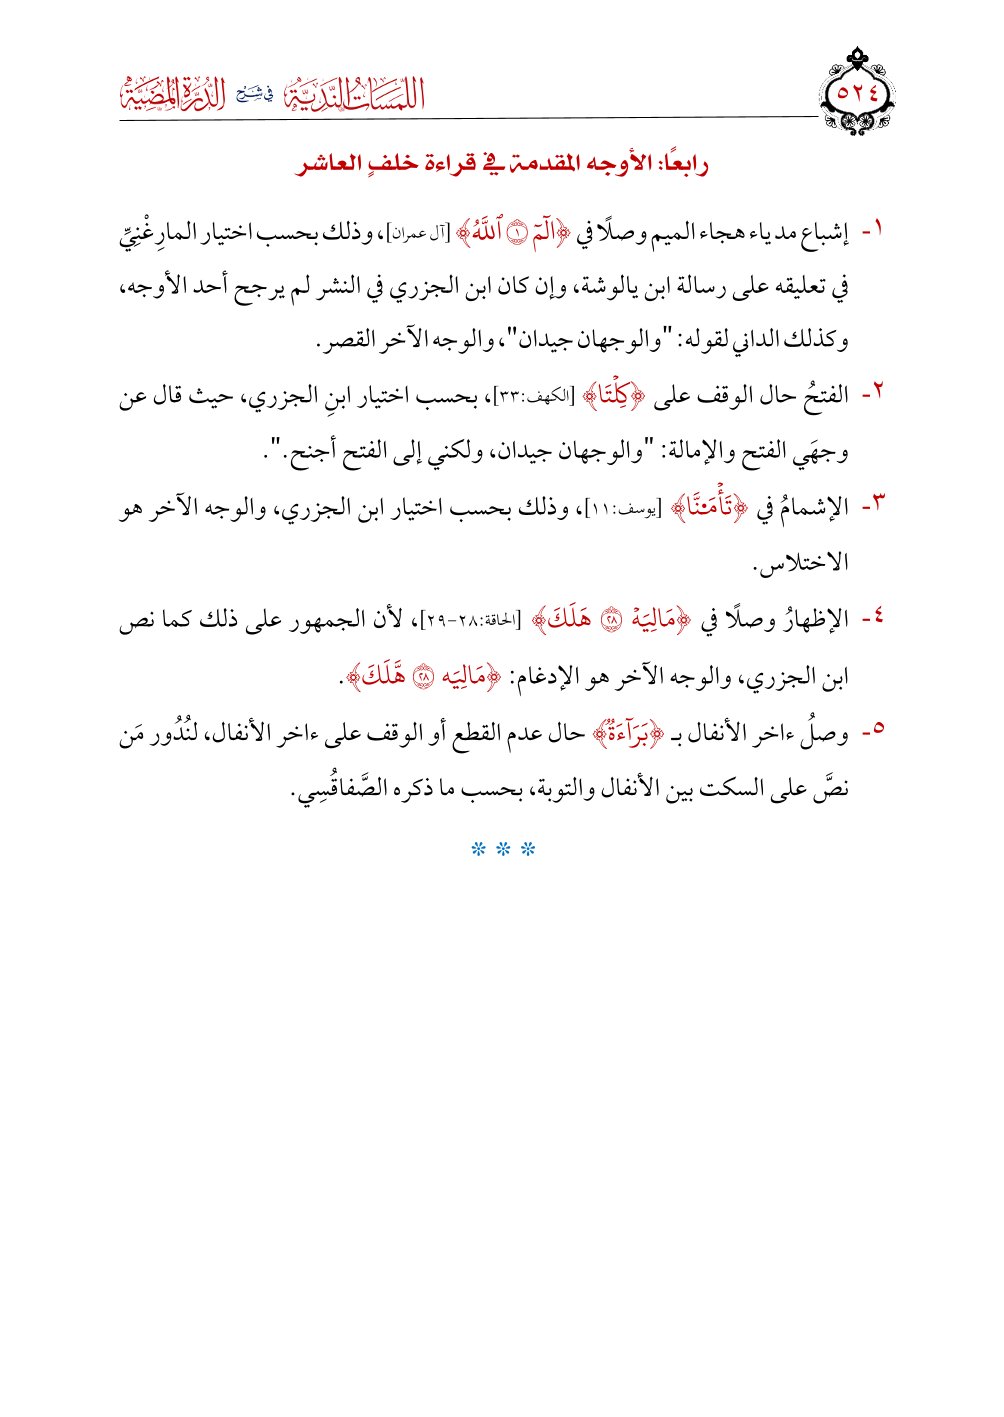 ٥٢٤
اللمسات الندية في شرح الدرة المضية
رابعًا: الأوجه المقدمة في قراءة خلفٍ العاشر
١- إشباع مد ياء هجاء الميم وصلًا في ﴿الٓمٓ ١ ٱللَّهُ﴾ [آل عمران]، وذلك بحسب اختيار المارِغْنِيِّ
في تعليقه على رسالة ابن يالوشة، وإن كان ابن الجزري في النشر لم يرجح أحد الأوجه،
وكذلك الداني لقوله: "والوجهان جيدان"، والوجه الآخر القصر.
٢- الفتحُ حال الوقف على ﴿كِلْتَا﴾ [الكهف:٣٣]، بحسب اختيار ابنِ الجزري، حيث قال عن
وجهَي الفتح والإمالة: "والوجهان جيدان، ولكني إلى الفتح أجنح.".
٣- الإشمامُ في ﴿تَأْمَ۬نَّا﴾ [يوسف:١١]، وذلك بحسب اختيار ابن الجزري، والوجه الآخر هو
الاختلاس.
٤- الإظهارُ وصلًا في ﴿مَالِيَهْ ٢٨ هَلَكَ﴾ [الحاقة:٢٨-٢٩]، لأن الجمهور على ذلك كما نص
ابن الجزري، والوجه الآخر هو الإدغام: ﴿مَالِيَه ٢٨ هَّلَكَ﴾.
٥- وصلُ ءاخر الأنفال بـ ﴿بَرَآءَةٌ﴾ حال عدم القطع أو الوقف على ءاخر الأنفال، لنُدُور مَن
نصَّ على السكت بين الأنفال والتوبة، بحسب ما ذكره الصَّفاقُسِي.